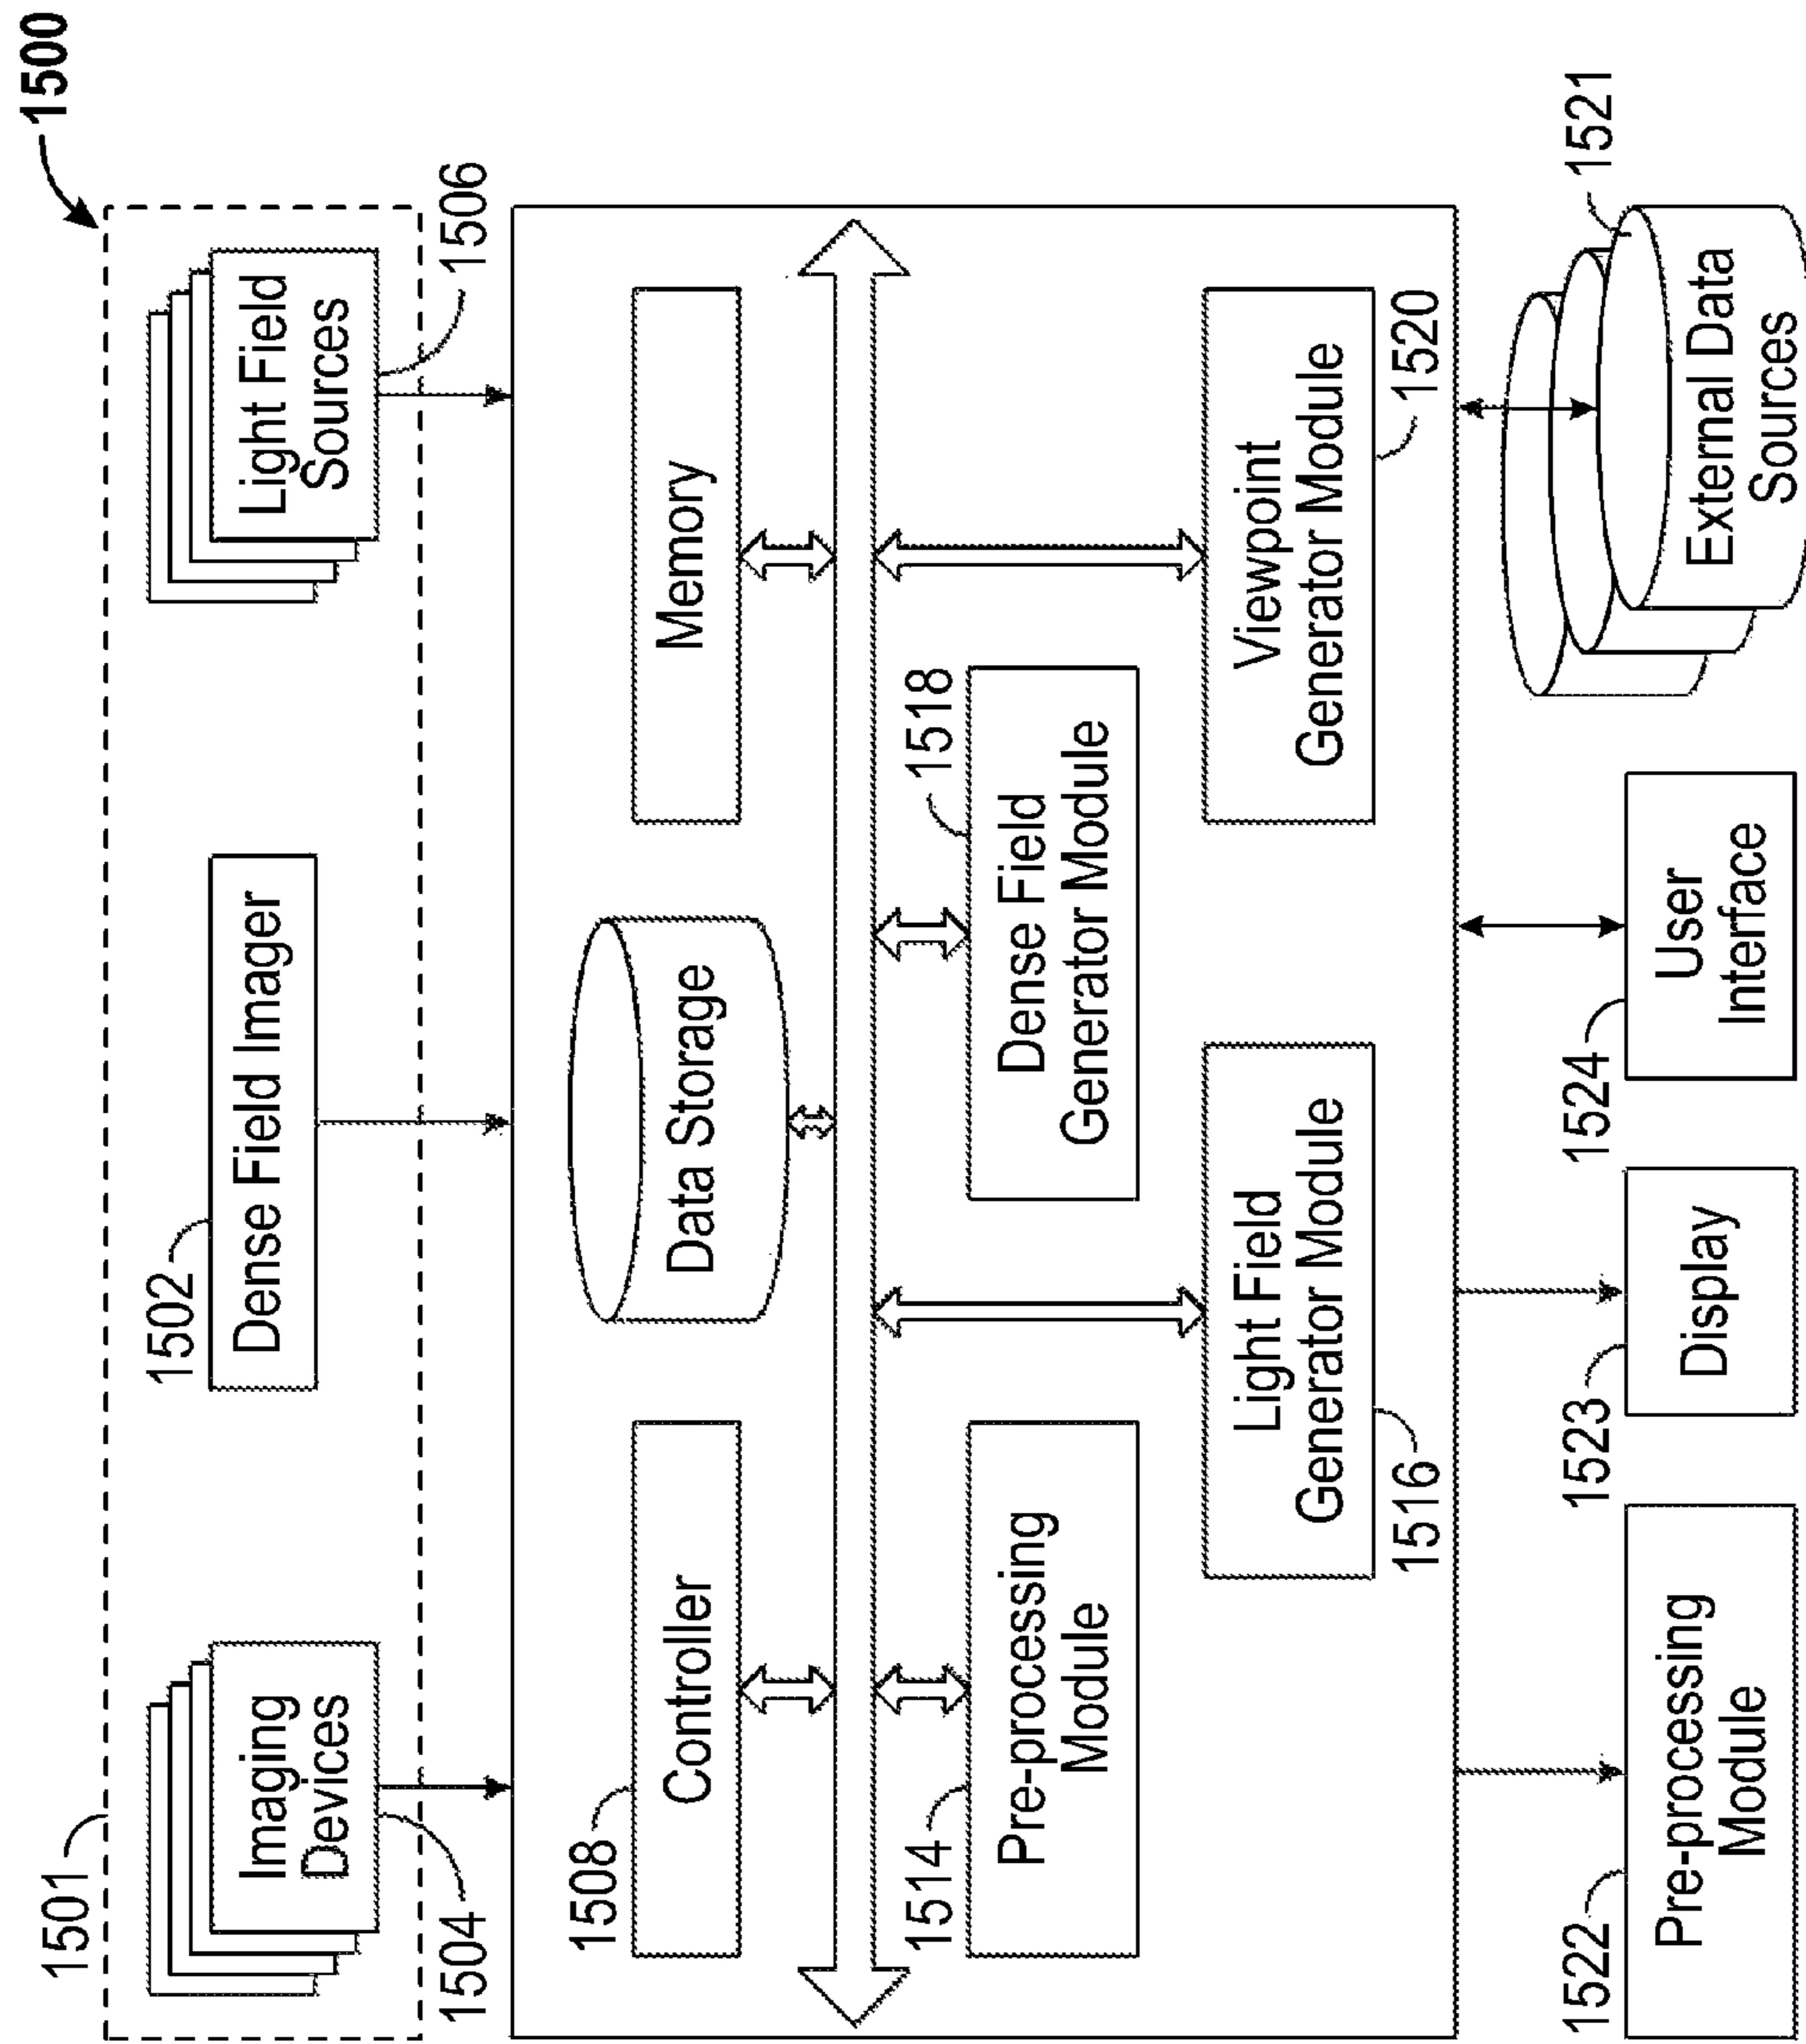 1500
1501
Imaging
Devices
1504
1502
Dense Field Imager
Light Field
Sources
1506
1508
Controller
Data Storage
Memory
1514
Pre-processing
Module
1518
Dense Field
Generator Module
Light Field
Generator Module
1516
Viewpoint
Generator Module
1520
1522
Pre-processing
Module
1523
Display
1524
User
Interface
1521
External Data
Sources